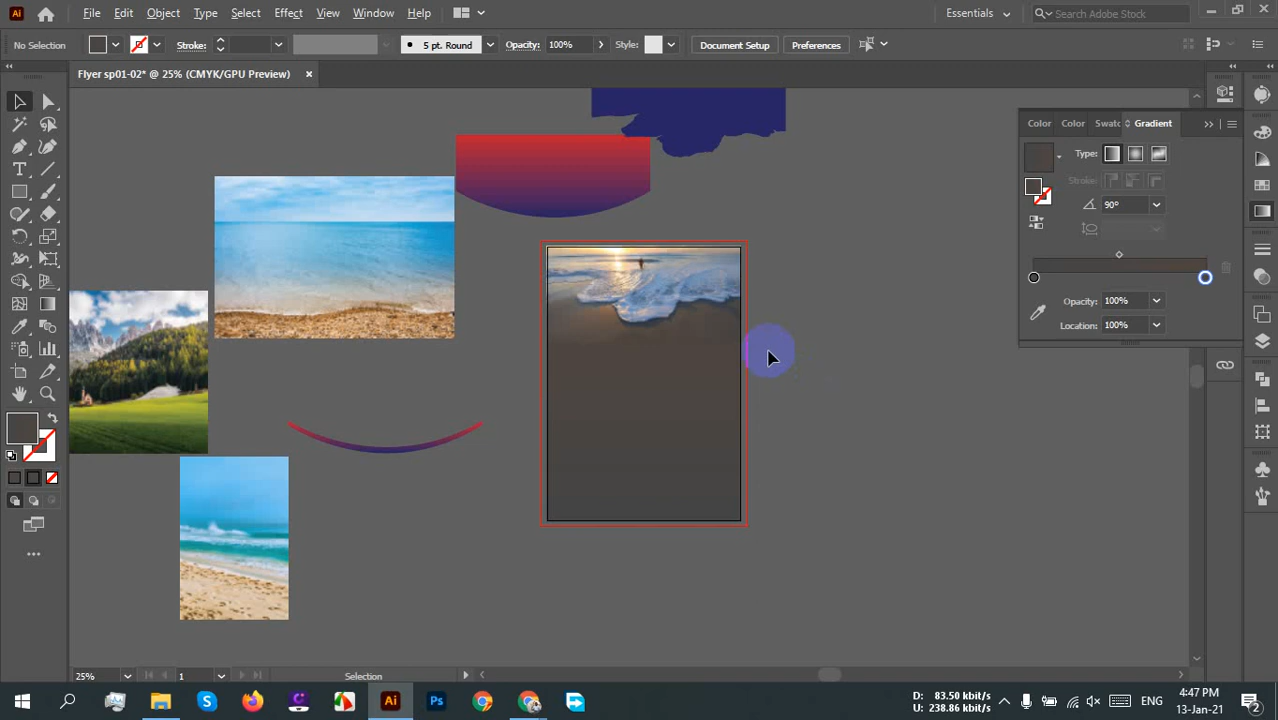 Ai File Edit Object Type Select Effect View Window Help Essentials Search Adobe Stock
No Selection Stroke: 5 pt. Round Opacity: 100% Style: Document Setup Preferences
Flyer sp01-02* @ 25% (CMYK/GPU Preview)
Color Color Swatc Gradient
Type:
Stroke:
90°
Opacity: 100%
Location: 100%
25% 1 Selection
Ai Ps D: 83.50 kbit/s U: 238.86 kbit/s ENG 4:47 PM 13-Jan-21 2